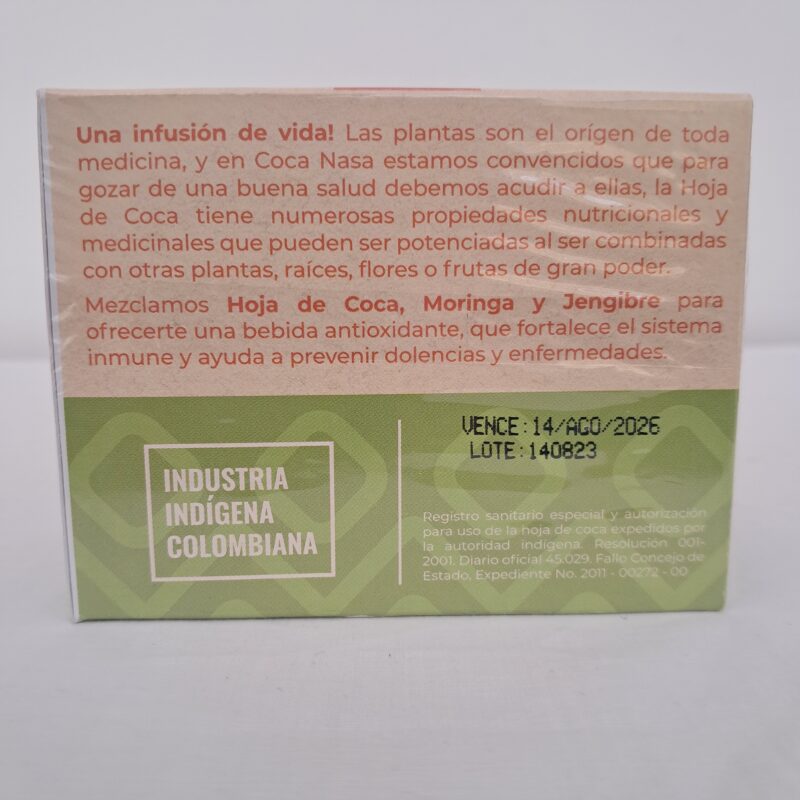 Una infusión de vida! Las plantas son el orígen de toda
medicina, y en Coca Nasa estamos convencidos que para
gozar de una buena salud debemos acudir a ellas, la Hoja
de Coca tiene numerosas propiedades nutricionales y
medicinales que pueden ser potenciadas al ser combinadas
con otras plantas, raíces, flores o frutas de gran poder.
Mezclamos Hoja de Coca, Moringa y Jengibre para
ofrecerte una bebida antioxidante, que fortalece el sistema
inmune y ayuda a prevenir dolencias y enfermedades.
INDUSTRIA
INDÍGENA
COLOMBIANA
VENCE:14/AGO/2026
LOTE:140823
Registro sanitario especial y autorización
para uso de la hoja de coca expedidos por
la autoridad indígena. Resolución 001-
2001. Diario oficial 45.029. Fallo Concejo de
Estado, Expediente No. 2011 - 00272 - 00